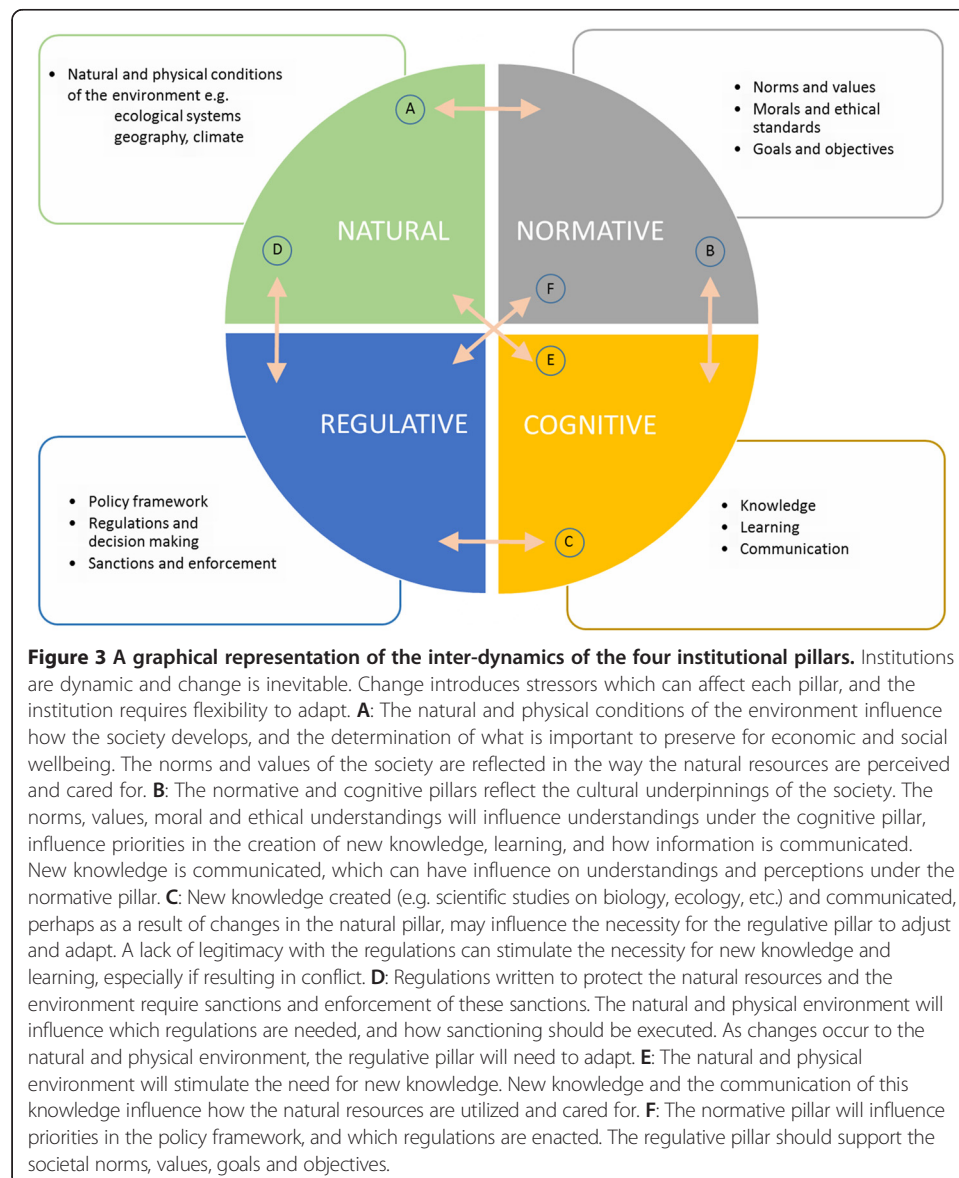 • Natural and physical conditions
of the environment e.g.
ecological systems
geography, climate
• Norms and values
• Morals and ethical
standards
• Goals and objectives
A
NATURAL
NORMATIVE
D
B
F
E
REGULATIVE
COGNITIVE
C
• Policy framework
• Regulations and
decision making
• Sanctions and enforcement
• Knowledge
• Learning
• Communication
Figure 3 A graphical representation of the inter-dynamics of the four institutional pillars. Institutions
are dynamic and change is inevitable. Change introduces stressors which can affect each pillar, and the
institution requires flexibility to adapt. A: The natural and physical conditions of the environment influence
how the society develops, and the determination of what is important to preserve for economic and social
wellbeing. The norms and values of the society are reflected in the way the natural resources are perceived
and cared for. B: The normative and cognitive pillars reflect the cultural underpinnings of the society. The
norms, values, moral and ethical understandings will influence understandings under the cognitive pillar,
influence priorities in the creation of new knowledge, learning, and how information is communicated.
New knowledge is communicated, which can have influence on understandings and perceptions under the
normative pillar. C: New knowledge created (e.g. scientific studies on biology, ecology, etc.) and communicated,
perhaps as a result of changes in the natural pillar, may influence the necessity for the regulative pillar to adjust
and adapt. A lack of legitimacy with the regulations can stimulate the necessity for new knowledge and
learning, especially if resulting in conflict. D: Regulations written to protect the natural resources and the
environment require sanctions and enforcement of these sanctions. The natural and physical environment will
influence which regulations are needed, and how sanctioning should be executed. As changes occur to the
natural and physical environment, the regulative pillar will need to adapt. E: The natural and physical
environment will stimulate the need for new knowledge. New knowledge and the communication of this
knowledge influence how the natural resources are utilized and cared for. F: The normative pillar will influence
priorities in the policy framework, and which regulations are enacted. The regulative pillar should support the
societal norms, values, goals and objectives.